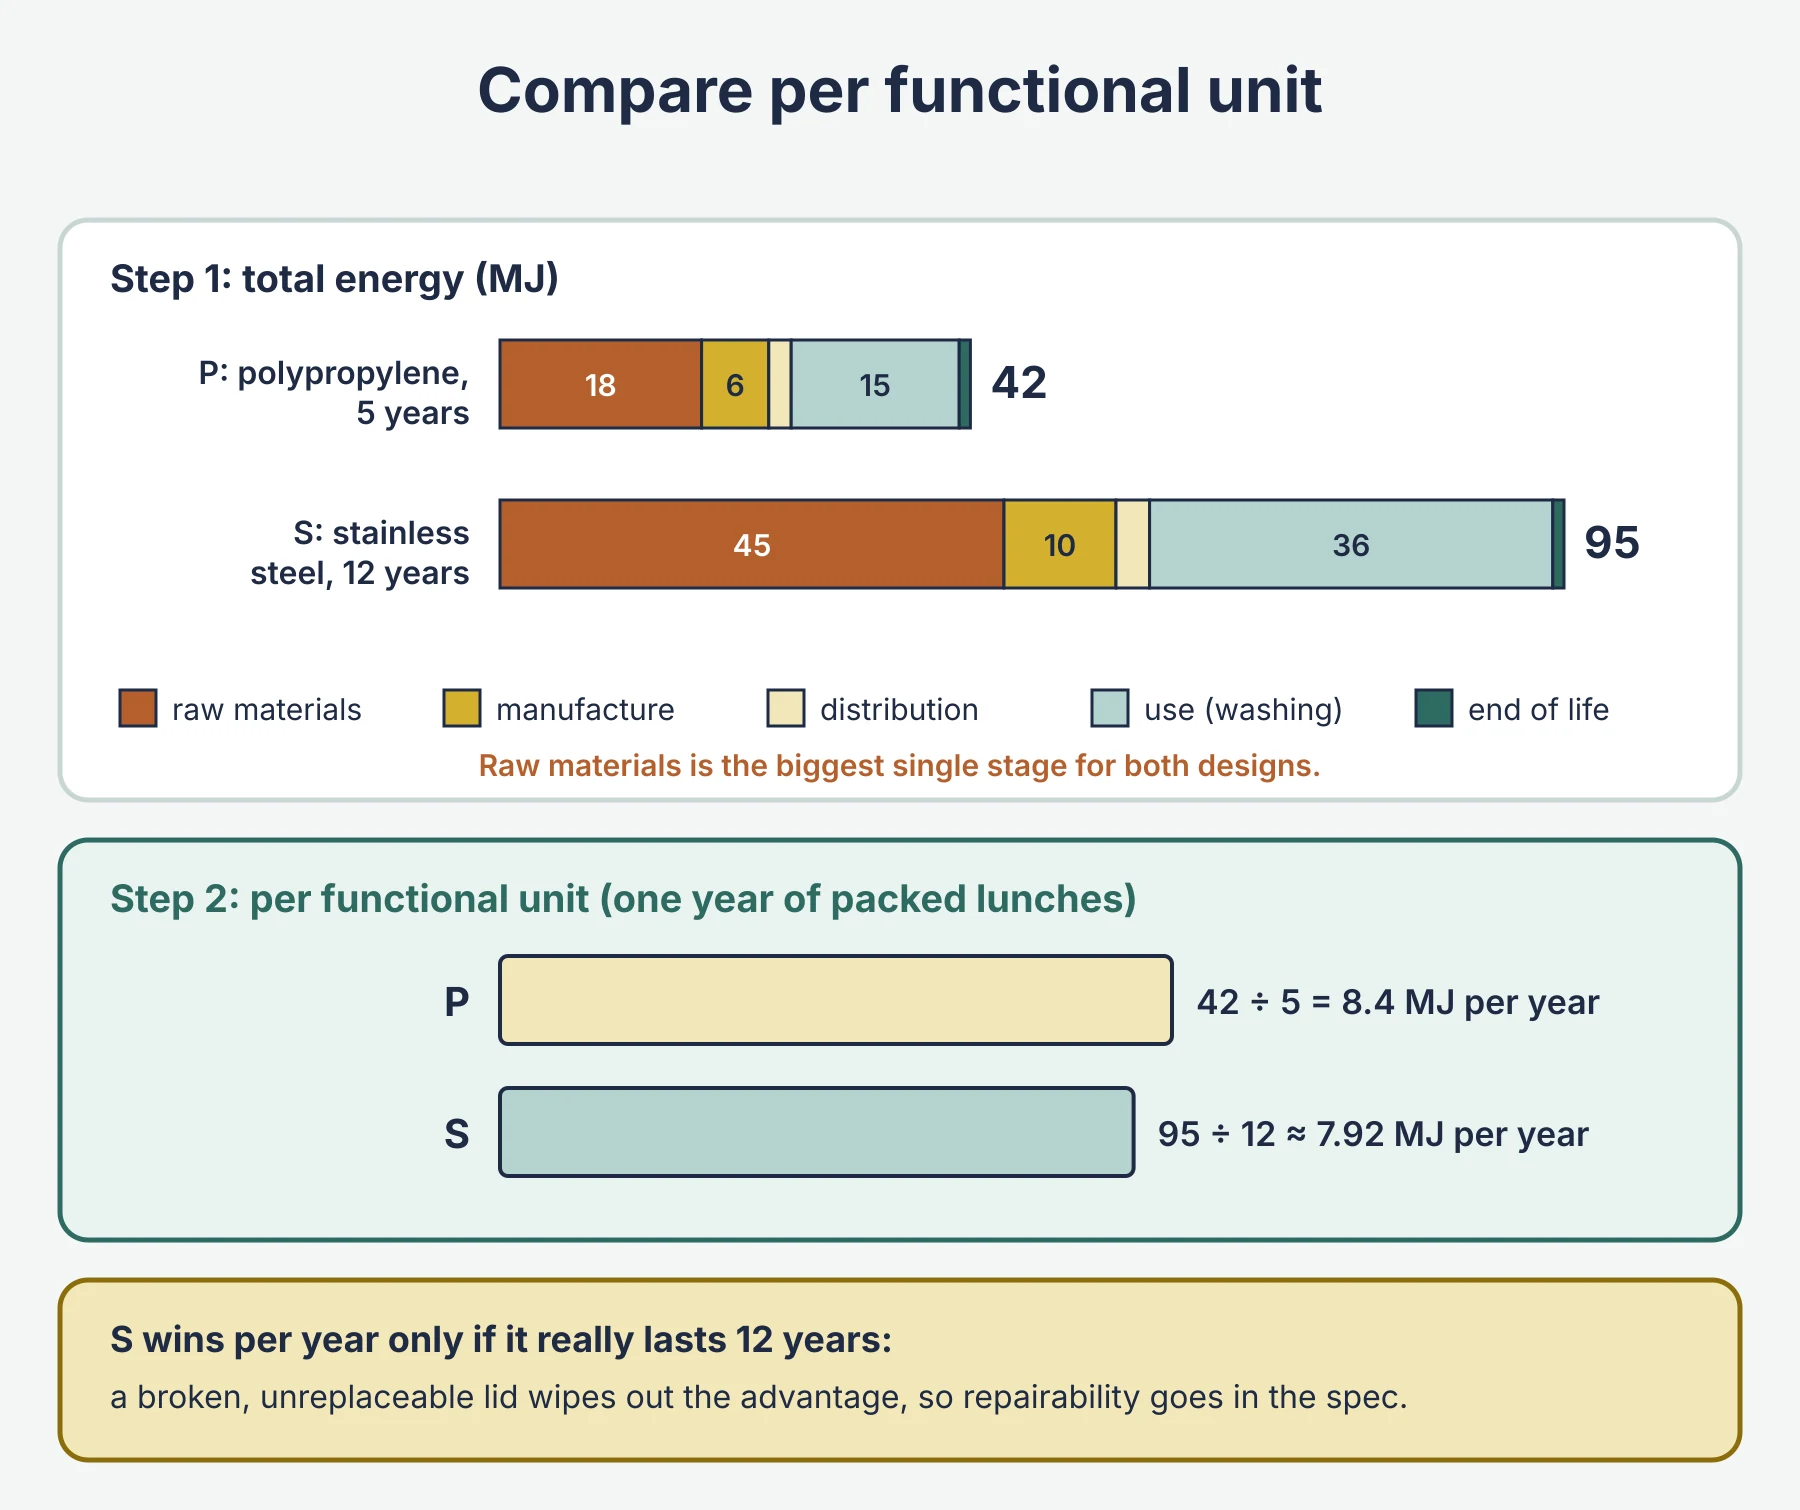 Compare per functional unit
Step 1: total energy (MJ)
P: polypropylene,
5 years
18
6
15
42
S: stainless
steel, 12 years
45
10
36
95
raw materials
manufacture
distribution
use (washing)
end of life
Raw materials is the biggest single stage for both designs.
Step 2: per functional unit (one year of packed lunches)
P
42 ÷ 5 = 8.4 MJ per year
S
95 ÷ 12 ≈ 7.92 MJ per year
S wins per year only if it really lasts 12 years:
a broken, unreplaceable lid wipes out the advantage, so repairability goes in the spec.